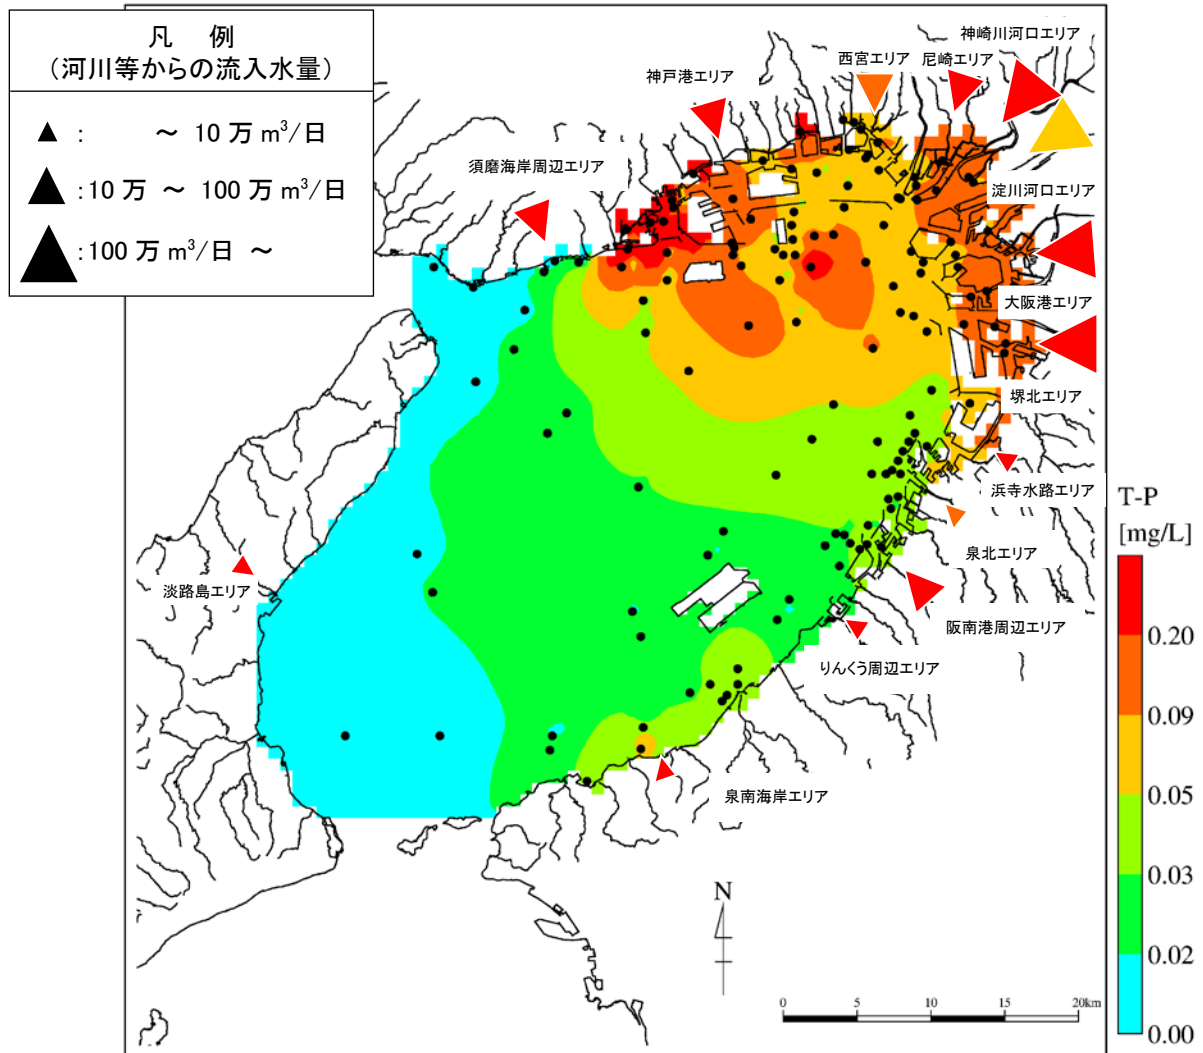 凡 例
（河川等からの流入水量）
: ～ 10 万 m³/日
: 10 万 ～ 100 万 m³/日
: 100 万 m³/日 ～
神崎川河口エリア
西宮エリア
尼崎エリア
神戸港エリア
須磨海岸周辺エリア
淀川河口エリア
大阪港エリア
堺北エリア
浜寺水路エリア
泉北エリア
淡路島エリア
阪南港周辺エリア
りんくう周辺エリア
泉南海岸エリア
T-P
[mg/L]
0.20
0.09
0.05
0.03
0.02
0.00
N
0 5 10 15 20km